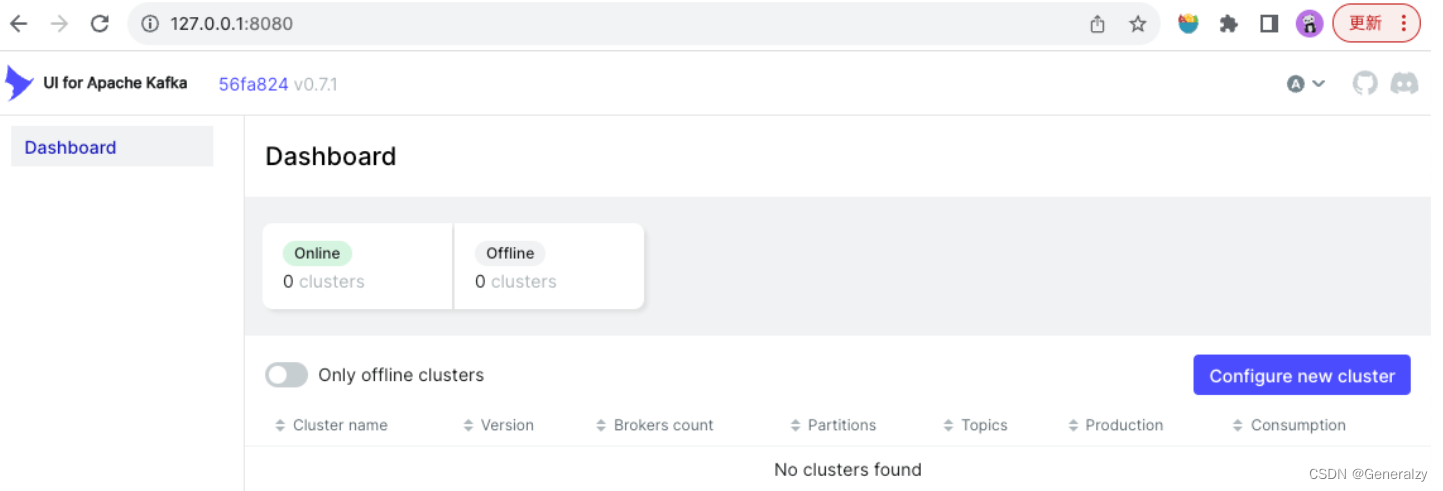 127.0.0.1:8080 更新
UI for Apache Kafka 56fa824 v0.7.1 A
Dashboard
Dashboard
Online Offline
0 clusters 0 clusters
Only offline clusters Configure new cluster
Cluster name Version Brokers count Partitions Topics Production Consumption
No clusters found
CSDN @Generalzy